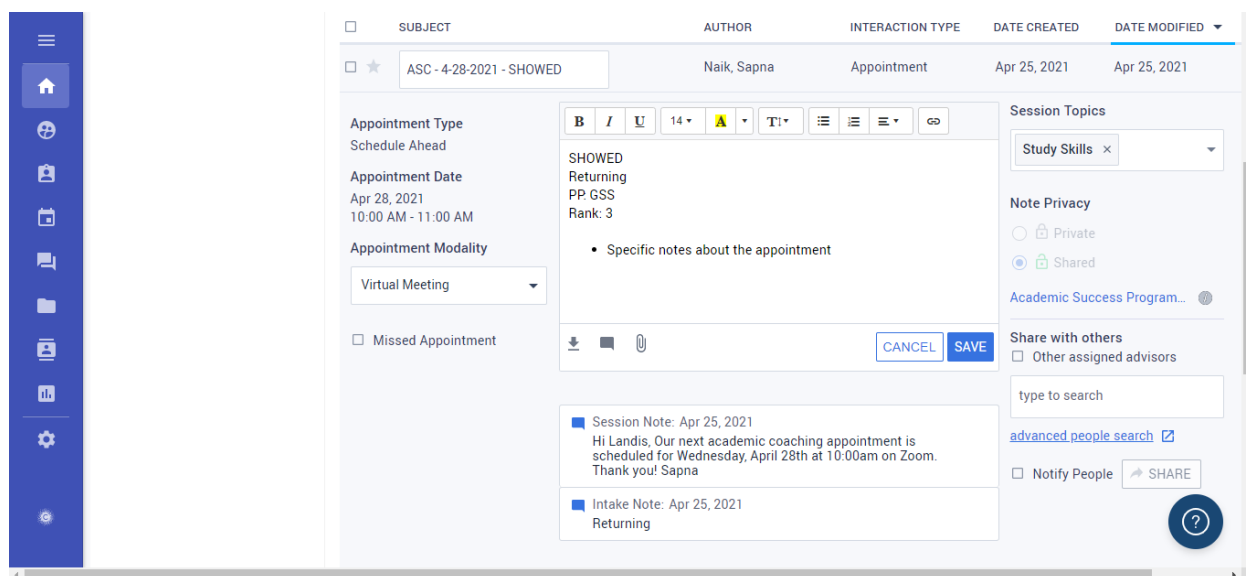 SUBJECT AUTHOR INTERACTION TYPE DATE CREATED DATE MODIFIED
ASC - 4-28-2021 - SHOWED Naik, Sapna Appointment Apr 25, 2021 Apr 25, 2021
Appointment Type
Schedule Ahead
Appointment Date
Apr 28, 2021
10:00 AM - 11:00 AM
Appointment Modality
Virtual Meeting
Missed Appointment
B I U 14 A T
SHOWED
Returning
PP: GSS
Rank: 3
• Specific notes about the appointment
CANCEL SAVE
Session Note: Apr 25, 2021
Hi Landis, Our next academic coaching appointment is
scheduled for Wednesday, April 28th at 10:00am on Zoom.
Thank you! Sapna
Intake Note: Apr 25, 2021
Returning
Session Topics
Study Skills ×
Note Privacy
Private
Shared
Academic Success Program...
Share with others
Other assigned advisors
type to search
advanced people search
Notify People SHARE
?